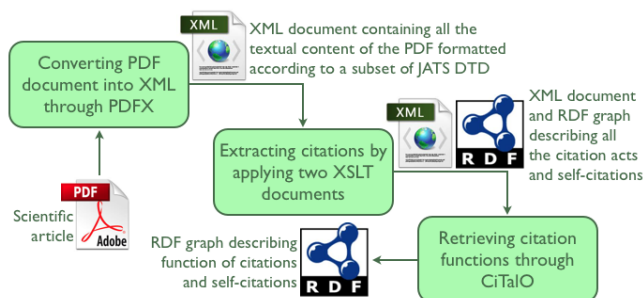 Converting PDF
document into XML
through PDFX
XML
XML document containing all the
textual content of the PDF formatted
according to a subset of JATS DTD
Extracting citations by
applying two XSLT
documents
XML
RDF
XML document
and RDF graph
describing all
the citation acts
and self-citations
PDF
Adobe
Scientific
article
RDF graph describing
function of citations
and self-citations
RDF
Retrieving citation
functions through
CiTalO